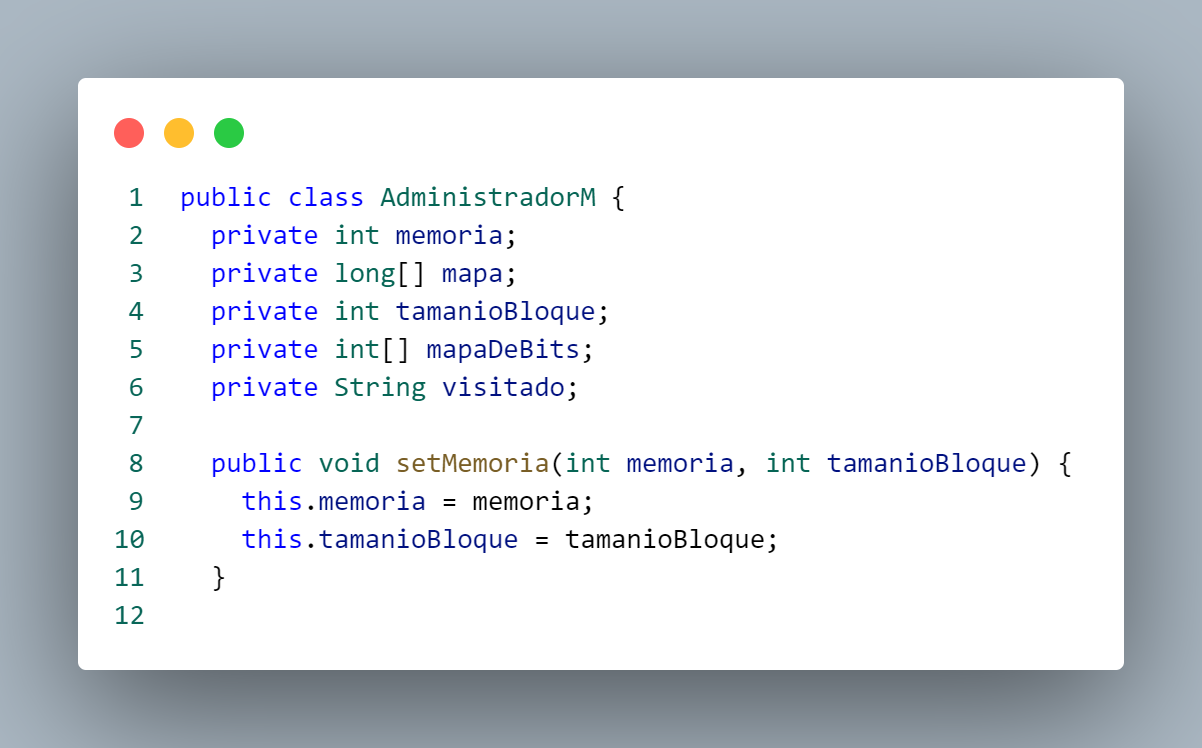 1 public class AdministradorM {
2   private int memoria;
3   private long[] mapa;
4   private int tamanioBloque;
5   private int[] mapaDeBits;
6   private String visitado;
7
8   public void setMemoria(int memoria, int tamanioBloque) {
9     this.memoria = memoria;
10     this.tamanioBloque = tamanioBloque;
11   }
12